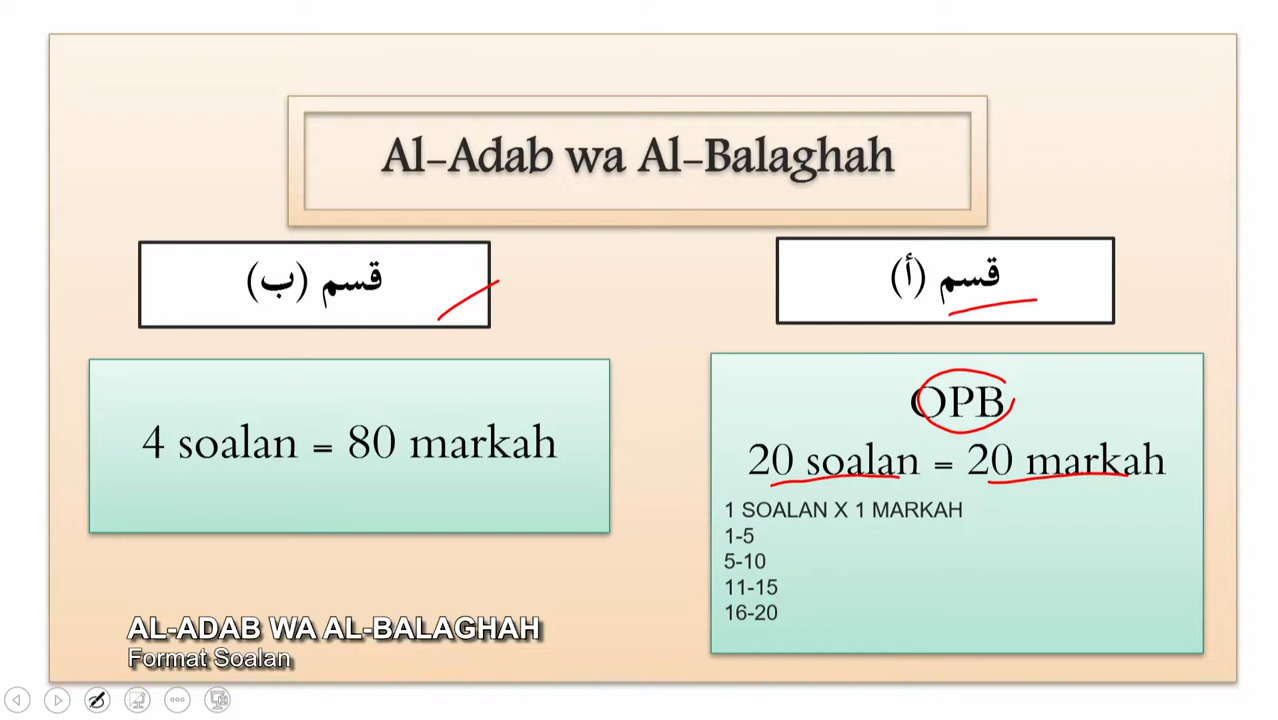 Al-Adab wa Al-Balaghah
قسم (أ)
OPB
20 soalan = 20 markah
1 SOALAN X 1 MARKAH
1-5
5-10
11-15
16-20
قسم (ب)
4 soalan = 80 markah
AL-ADAB WA AL-BALAGHAH
Format Soalan